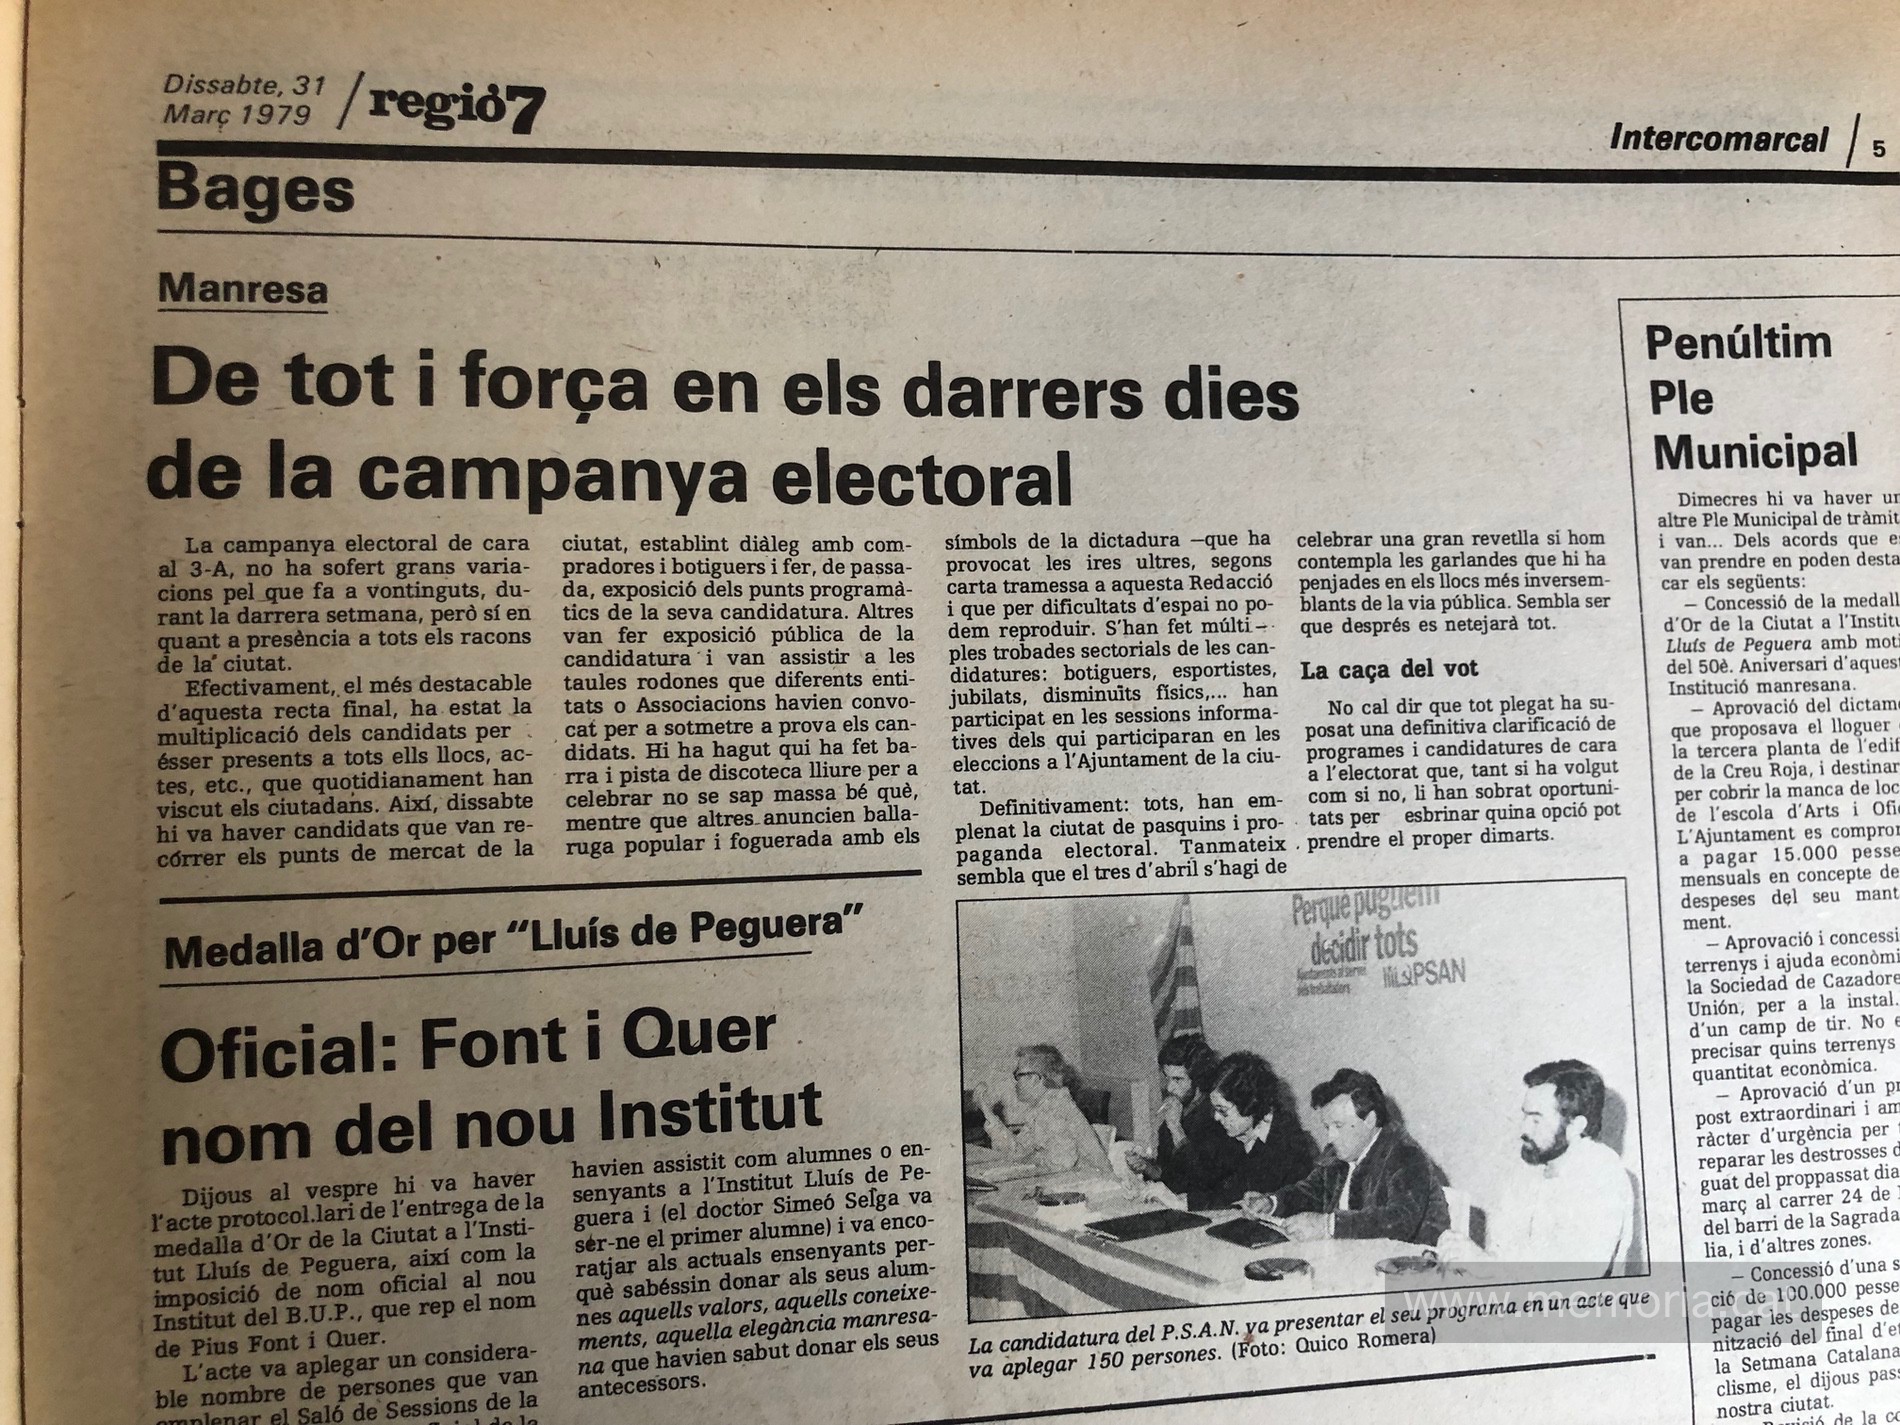 Dissabte, 31
Març 1979
regió7
Intercomarcal
5
Bages
Manresa
De tot i força en els darrers dies
de la campanya electoral
La campanya electoral de cara
al 3-A, no ha sofert grans varia-
cions pel que fa a vontinguts, du-
rant la darrera setmana, però sí en
quant a presència a tots els racons
de la ciutat.
Efectivament, el més destacable
d'aquesta recta final, ha estat la
multiplicació dels candidats per
ésser presents a tots ells llocs, ac-
tes, etc., que quotidianament han
viscut els ciutadans. Així, dissabte
hi va haver candidats que van re-
córrer els punts de mercat de la
ciutat, establint diàleg amb com-
pradores i botiguers i fer, de passa-
da, exposició dels punts programà-
tics de la seva candidatura. Altres
van fer exposició pública de la
candidatura i van assistir a les
taules rodones que diferents enti-
tats o Associacions havien convo-
cat per a sotmetre a prova els can-
didats. Hi ha hagut qui ha fet ba-
rra i pista de discoteca lliure per a
celebrar no se sap massa bé què,
mentre que altres anuncien balla-
ruga popular i foguerada amb els
símbols de la dictadura —que ha
provocat les ires ultres, segons
carta tramessa a aquesta Redacció
i que per dificultats d'espai no po-
dem reproduir. S'han fet múlti-
ples trobades sectorials de les can-
didatures: botiguers, esportistes,
jubilats, disminuïts físics,... han
participat en les sessions informa-
tives dels qui participaran en les
eleccions a l'Ajuntament de la ciu-
tat.
Definitivament: tots, han em-
plenat la ciutat de pasquins i pro-
paganda electoral. Tanmateix
sembla que el tres d'abril s'hagi de
celebrar una gran revetlla si hom
contempla les garlandes que hi ha
penjades en els llocs més inversem-
blants de la via pública. Sembla ser
que després es netejarà tot.
La caça del vot
No cal dir que tot plegat ha su-
posat una definitiva clarificació de
programes i candidatures de cara
a l'electorat que, tant si ha volgut
com si no, li han sobrat oportuni-
tats per esbrinar quina opció pot
prendre el proper dimarts.
Medalla d'Or per "Lluís de Peguera"
Oficial: Font i Quer
nom del nou Institut
Dijous al vespre hi va haver
l'acte protocol.lari de l'entrega de la
medalla d'Or de la Ciutat a l'Insti-
tut Lluís de Peguera, així com la
imposició de nom oficial al nou
Institut del B.U.P., que rep el nom
de Pius Font i Quer.
L'acte va aplegar un considera-
ble nombre de persones que van
emplenar el Saló de Sessions de la
havien assistit com alumnes o en-
senyants a l'Institut Lluís de Pe-
guera i (el doctor Simeó Selga va
ser-ne el primer alumne) i va enco-
ratjar als actuals ensenyants per-
què sabéssin donar als seus alum-
nes aquells valors, aquells coneixe-
ments, aquella elegància manresa-
na que havien sabut donar els seus
antecessors.
Perquè puguem
decidir tots
Ajuntaments al servei
dels treballadors
PSAN
La candidatura del P.S.A.N. va presentar el seu programa en un acte que
va aplegar 150 persones. (Foto: Quico Romera)
Penúltim
Ple
Municipal
Dimecres hi va haver un
altre Ple Municipal de tràmit
i van... Dels acords que es
van prendre en poden desta
car els següents:
— Concessió de la medall
d'Or de la Ciutat a l'Institu
Lluís de Peguera amb moti
del 50è. Aniversari d'aquest
Institució manresana.
— Aprovació del dictame
que proposava el lloguer
la tercera planta de l'edif
de la Creu Roja, i destinar
per cobrir la manca de loc
de l'escola d'Arts i Ofi
L'Ajuntament es compro
a pagar 15.000 pesse
mensuals en concepte de
despeses del seu mant
ment.
— Aprovació i concessi
terrenys i ajuda econòmi
la Sociedad de Cazadore
Unión, per a la instal.
d'un camp de tir. No e
precisar quins terrenys
quantitat econòmica.
— Aprovació d'un pr
post extraordinari i am
ràcter d'urgència per
reparar les destrosses d
guat del proppassat dia
març al carrer 24 de
del barri de la Sagrada
lia, i d'altres zones.
— Concessió d'una s
ció de 100.000 pesse
pagar les despeses de
nització del final d'et
la Setmana Catalana
clisme, el dijous pass
nostra ciutat.
www.memoria.cat